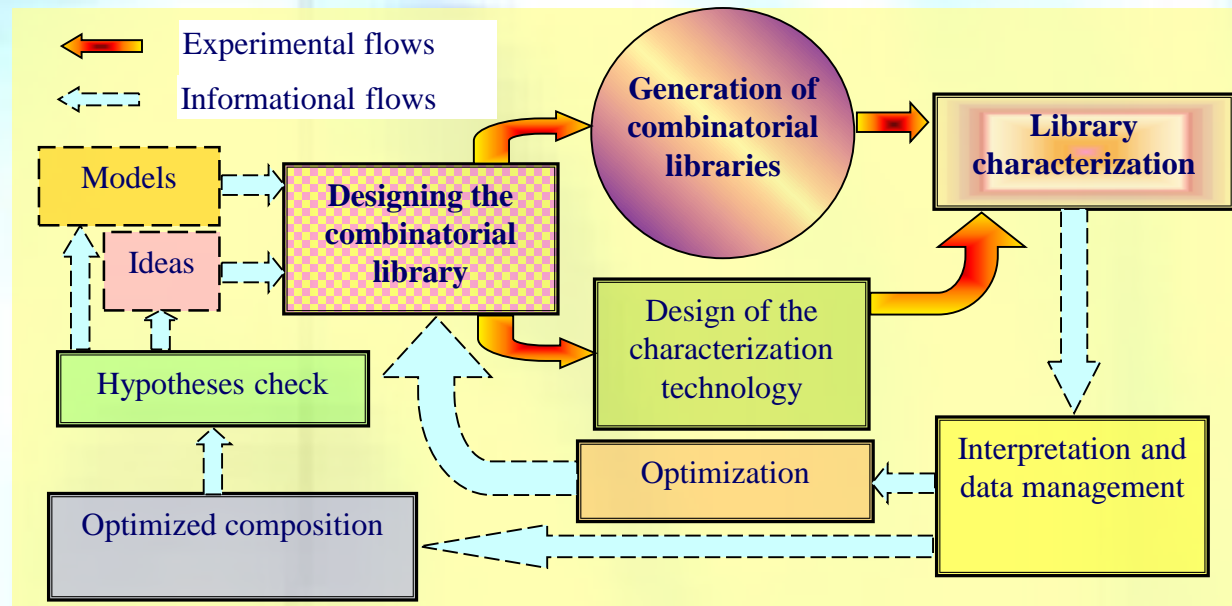 Experimental flows
Informational flows
Models
Ideas
Hypotheses check
Optimized composition
Designing the
combinatorial
library
Generation of
combinatorial
libraries
Design of the
characterization
technology
Optimization
Library
characterization
Interpretation and
data management